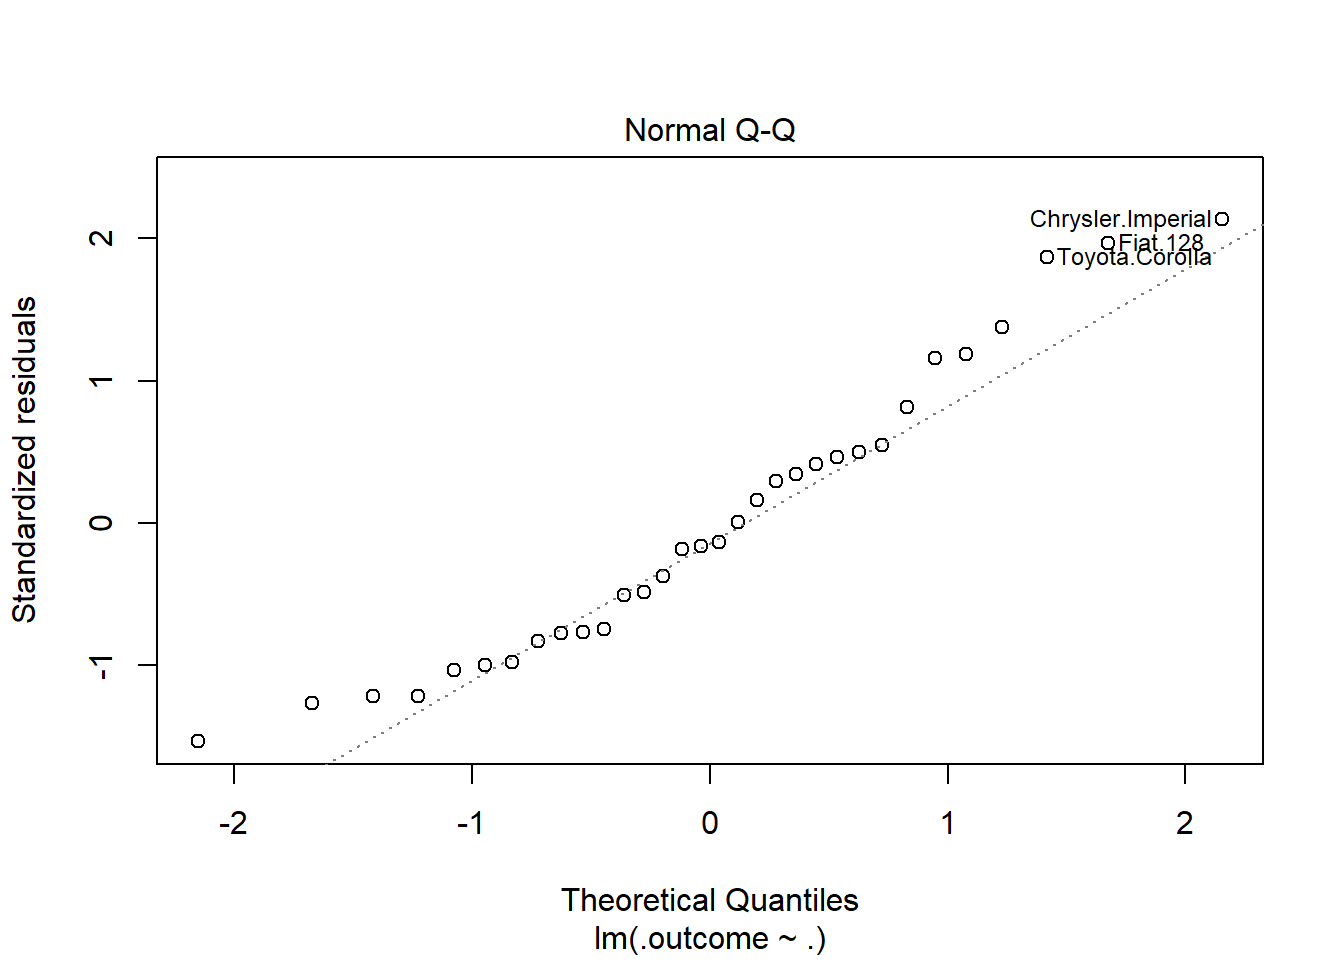 Normal Q-Q
Standardized residuals
2
1
0
-1
Chrysler.Imperial
Fiat.128
Toyota.Corolla
-2
-1
0
1
2
Theoretical Quantiles
lm(.outcome ~ .)